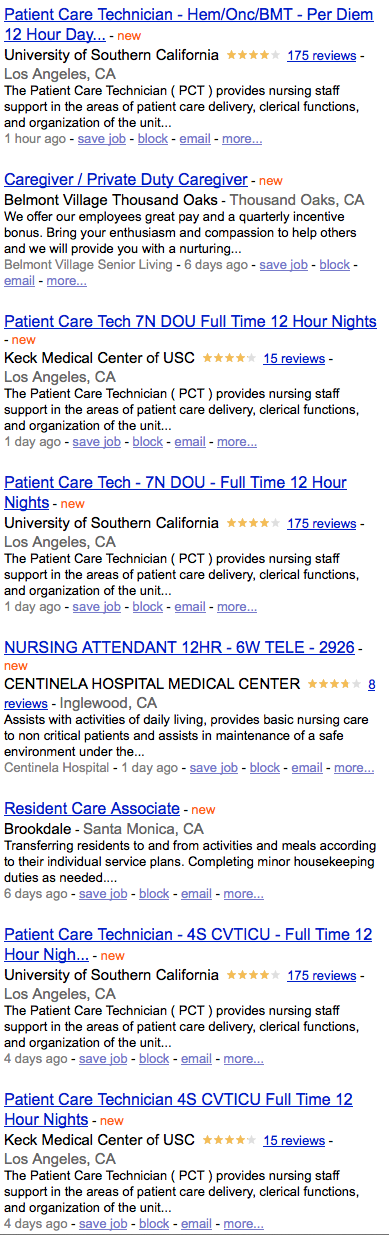 Patient Care Technician - Hem/Onc/BMT - Per Diem
12 Hour Day... - new
University of Southern California 175 reviews -
Los Angeles, CA
The Patient Care Technician ( PCT ) provides nursing staff
support in the areas of patient care delivery, clerical functions,
and organization of the unit...
1 hour ago - save job - block - email - more...
Caregiver / Private Duty Caregiver - new
Belmont Village Thousand Oaks - Thousand Oaks, CA
We offer our employees great pay and a quarterly incentive
bonus. Bring your enthusiasm and compassion to help others
and we will provide you with a nurturing...
Belmont Village Senior Living - 6 days ago - save job - block -
email - more...
Patient Care Tech 7N DOU Full Time 12 Hour Nights
- new
Keck Medical Center of USC 15 reviews -
Los Angeles, CA
The Patient Care Technician ( PCT ) provides nursing staff
support in the areas of patient care delivery, clerical functions,
and organization of the unit...
1 day ago - save job - block - email - more...
Patient Care Tech - 7N DOU - Full Time 12 Hour
Nights - new
University of Southern California 175 reviews -
Los Angeles, CA
The Patient Care Technician ( PCT ) provides nursing staff
support in the areas of patient care delivery, clerical functions,
and organization of the unit...
1 day ago - save job - block - email - more...
NURSING ATTENDANT 12HR - 6W TELE - 2926 -
new
CENTINELA HOSPITAL MEDICAL CENTER 8
reviews - Inglewood, CA
Assists with activities of daily living, provides basic nursing care
to non critical patients and assists in maintenance of a safe
environment under the...
Centinela Hospital - 1 day ago - save job - block - email - more...
Resident Care Associate - new
Brookdale - Santa Monica, CA
Transferring residents to and from activities and meals according
to their individual service plans. Completing minor housekeeping
duties as needed....
6 days ago - save job - block - email - more...
Patient Care Technician - 4S CVTICU - Full Time 12
Hour Nigh... - new
University of Southern California 175 reviews -
Los Angeles, CA
The Patient Care Technician ( PCT ) provides nursing staff
support in the areas of patient care delivery, clerical functions,
and organization of the unit...
4 days ago - save job - block - email - more...
Patient Care Technician 4S CVTICU Full Time 12
Hour Nights - new
Keck Medical Center of USC 15 reviews -
Los Angeles, CA
The Patient Care Technician ( PCT ) provides nursing staff
support in the areas of patient care delivery, clerical functions,
and organization of the unit...
4 days ago - save job - block - email - more...